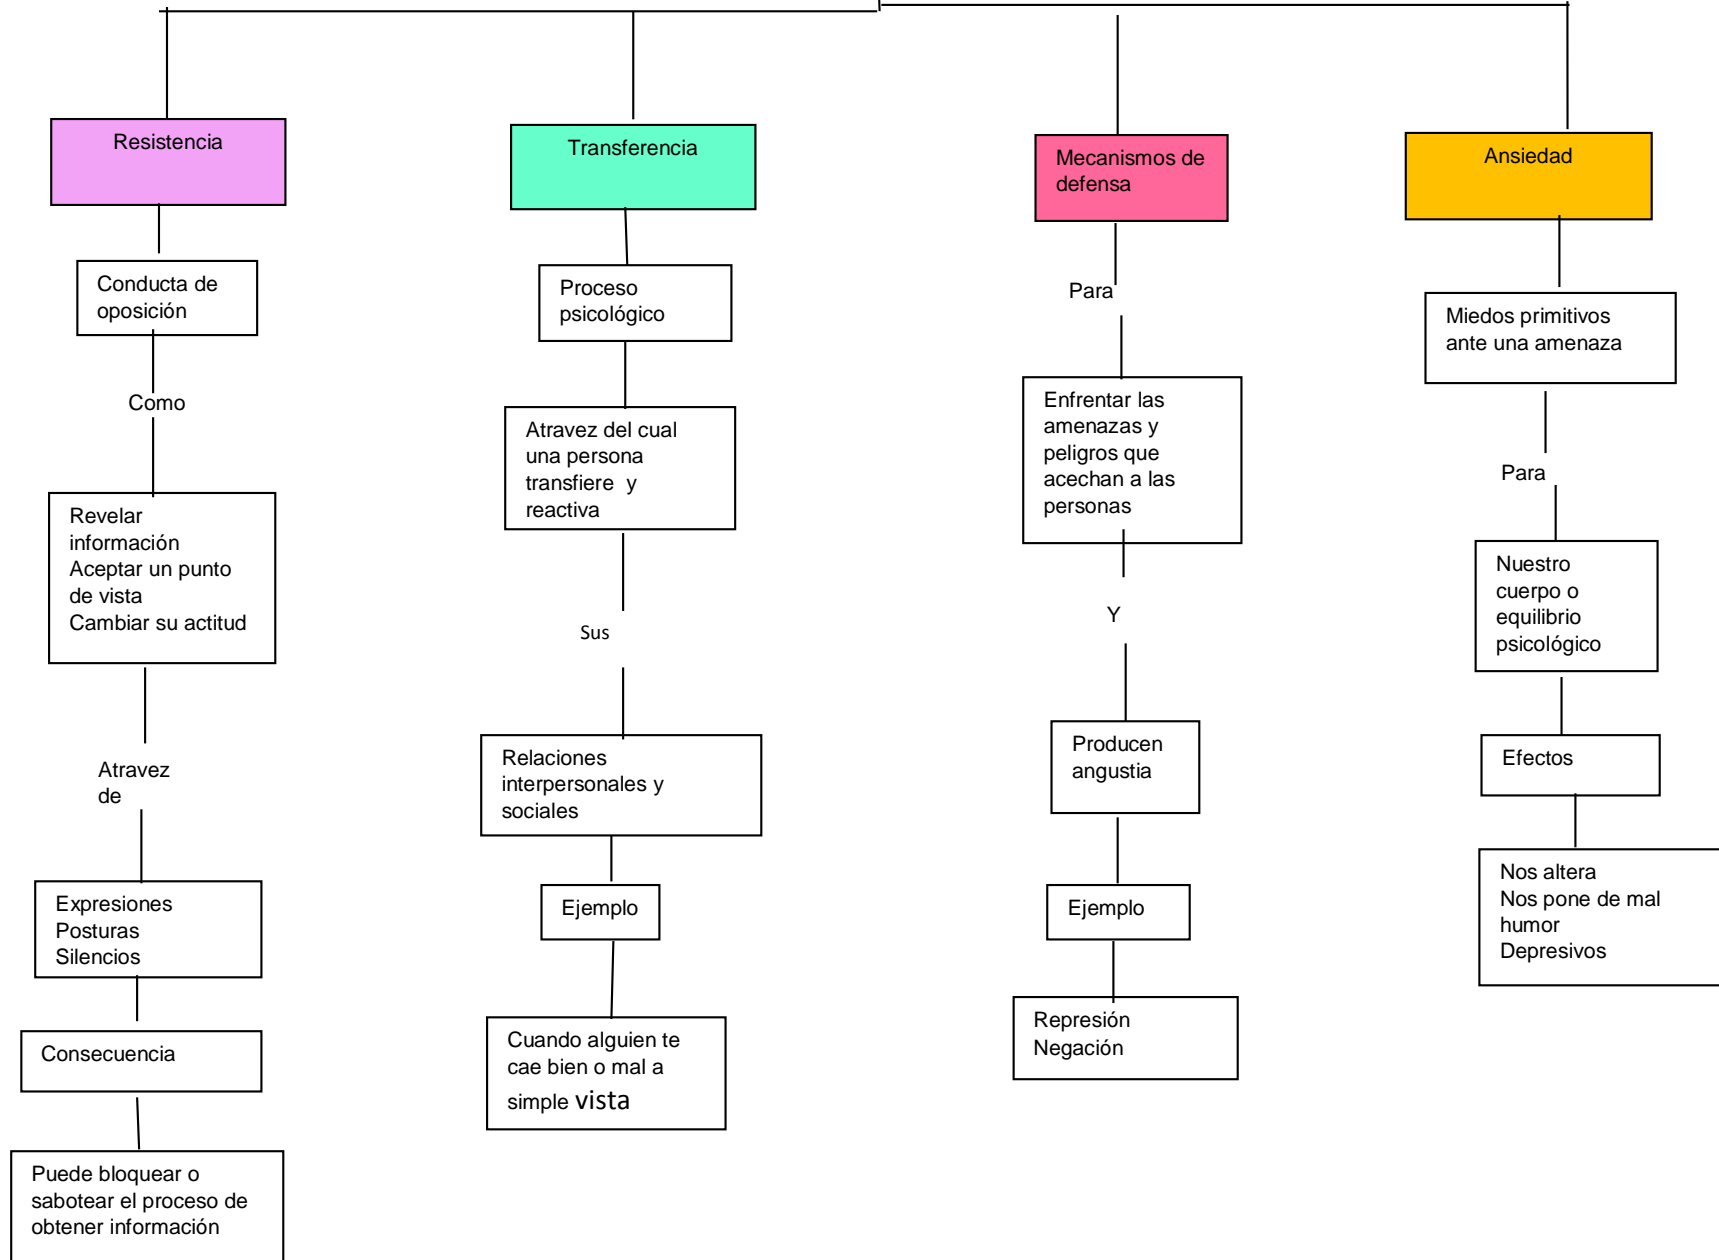 Resistencia
Conducta de
oposición
Como
Revelar
información
Aceptar un punto
de vista
Cambiar su actitud
Atravez
de
Expresiones
Posturas
Silencios
Consecuencia
Puede bloquear o
sabotear el proceso de
obtener información
Transferencia
Proceso
psicológico
Atravez del cual
una persona
transfiere y
reactiva
Sus
Relaciones
interpersonales y
sociales
Ejemplo
Cuando alguien te
cae bien o mal a
simple vista
Mecanismos de
defensa
Para
Enfrentar las
amenazas y
peligros que
acechan a las
personas
Y
Producen
angustia
Ejemplo
Represión
Negación
Ansiedad
Miedos primitivos
ante una amenaza
Para
Nuestro
cuerpo o
equilibrio
psicológico
Efectos
Nos altera
Nos pone de mal
humor
Depresivos